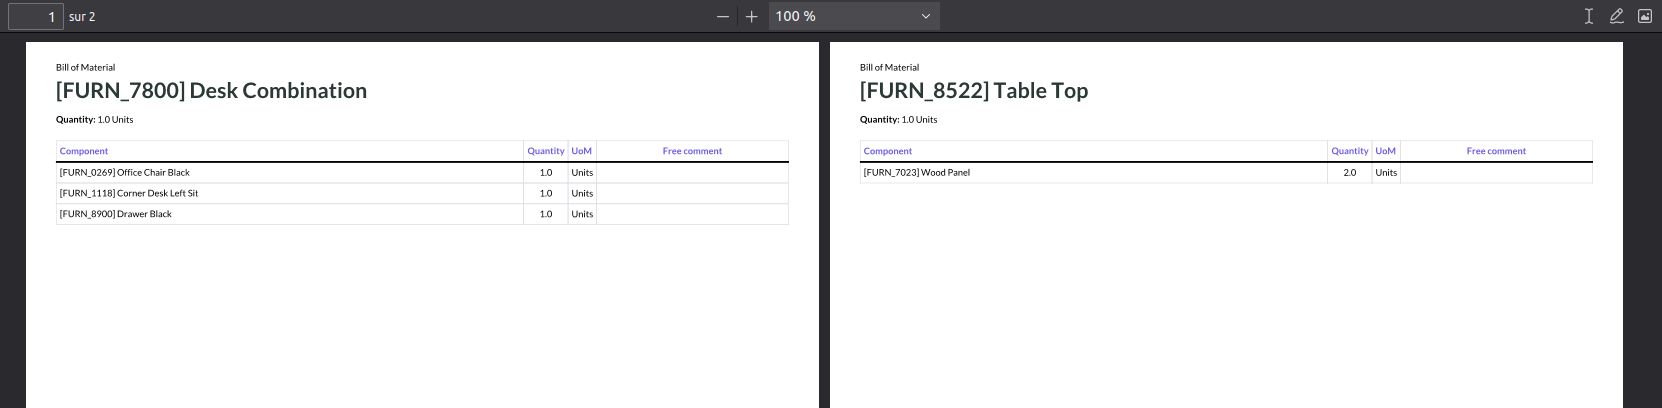 1 sur 2
100 %
Bill of Material
[FURN_7800] Desk Combination
Quantity: 1.0 Units
Component Quantity UoM Free comment
[FURN_0269] Office Chair Black 1.0 Units
[FURN_1118] Corner Desk Left Sit 1.0 Units
[FURN_8900] Drawer Black 1.0 Units
Bill of Material
[FURN_8522] Table Top
Quantity: 1.0 Units
Component Quantity UoM Free comment
[FURN_7023] Wood Panel 2.0 Units